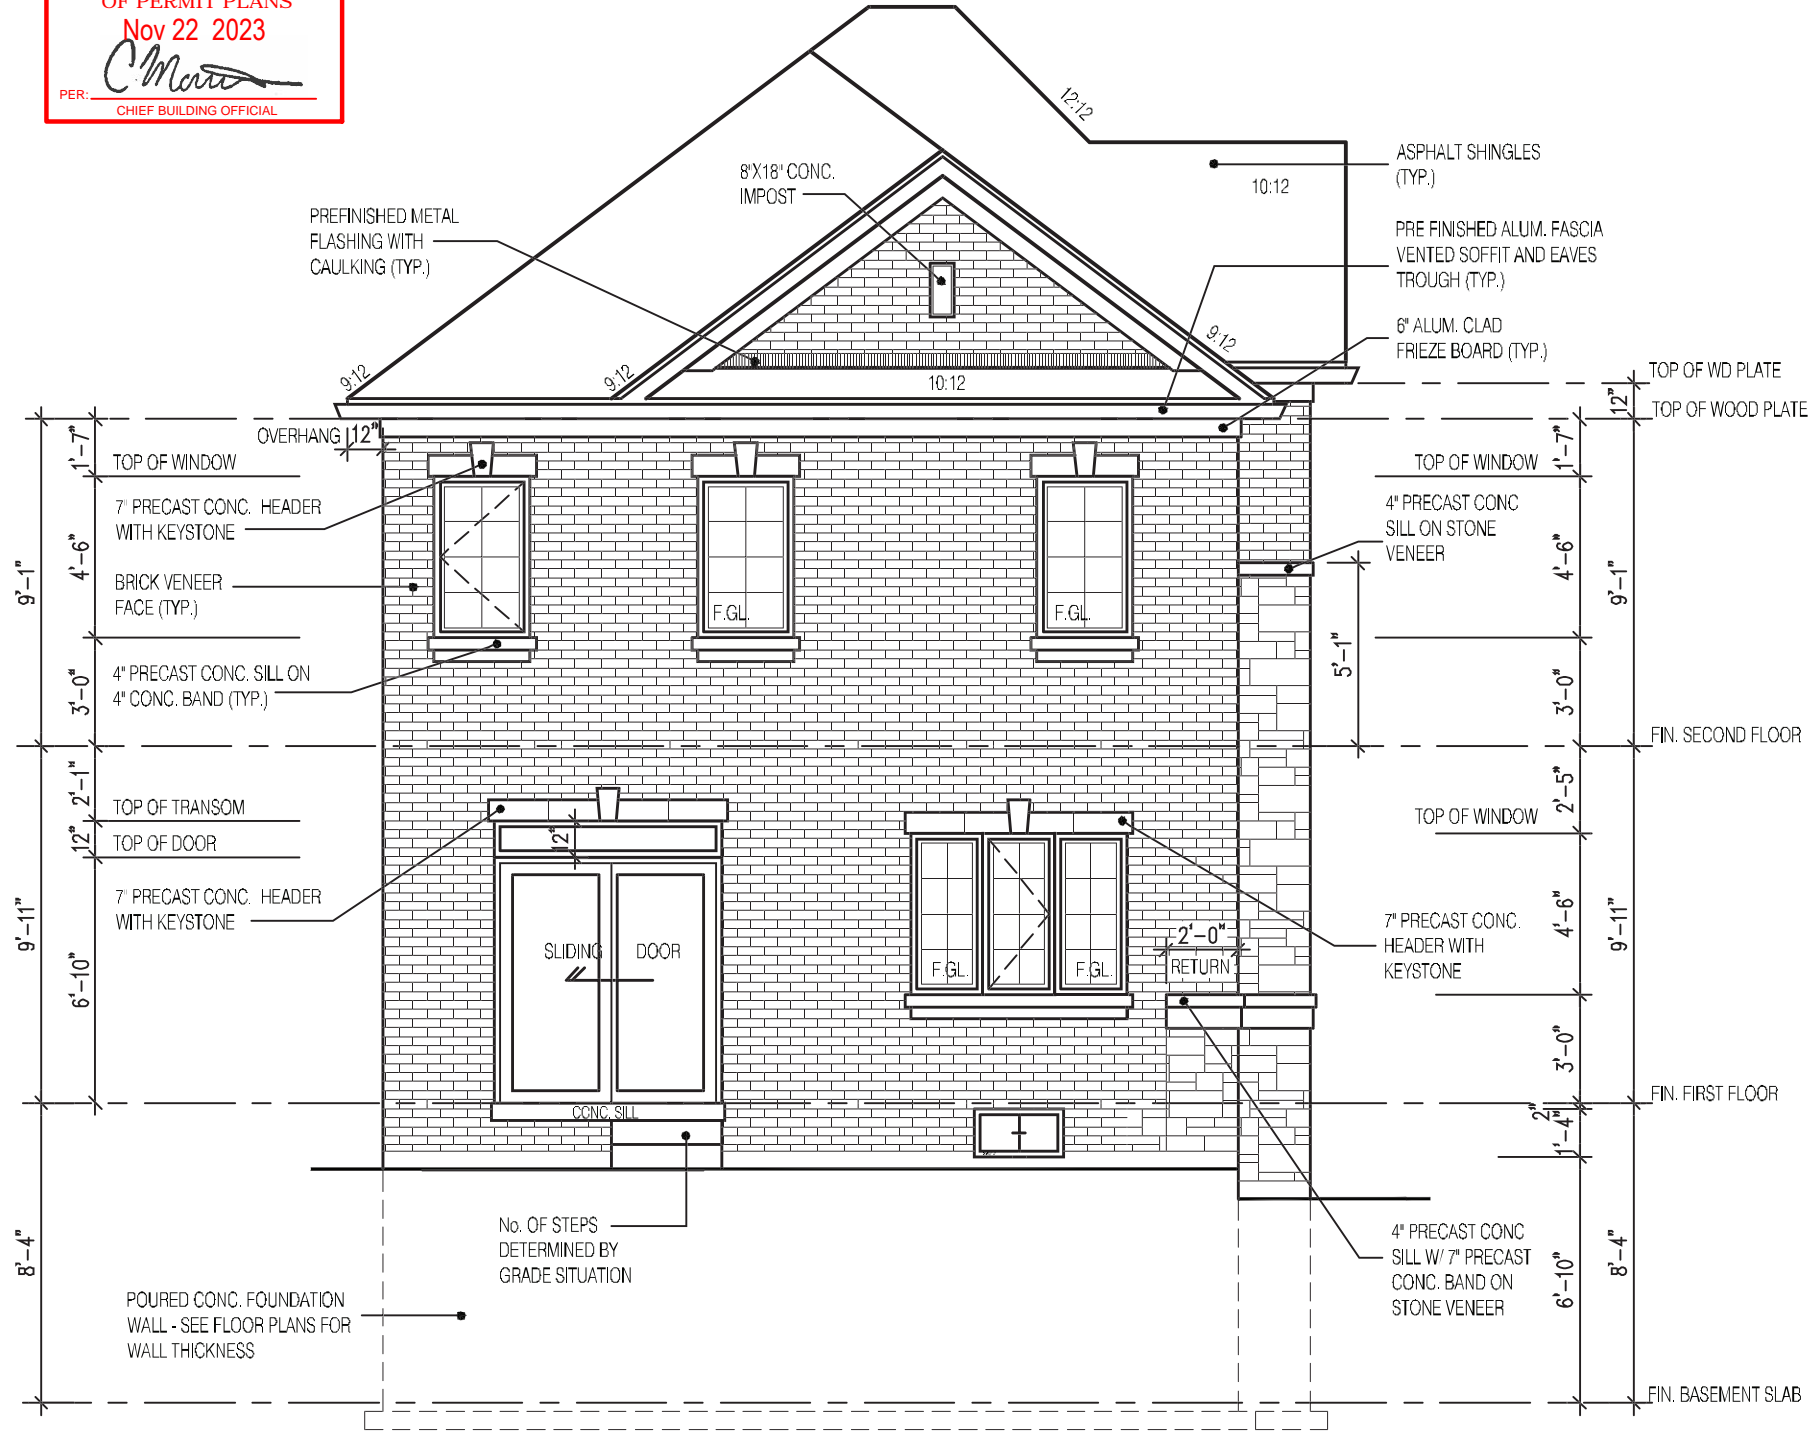 OF PERMIT PLANS
Nov 22 2023
PER:
CHIEF BUILDING OFFICIAL
12:12
ASPHALT SHINGLES
(TYP.)
10:12
8"X18" CONC.
IMPOST
PREFINISHED METAL
FLASHING WITH
CAULKING (TYP.)
PRE FINISHED ALUM. FASCIA
VENTED SOFFIT AND EAVES
TROUGH (TYP.)
6" ALUM. CLAD
FRIEZE BOARD (TYP.)
9:12
9:12
9:12
10:12
TOP OF WD PLATE
12"
TOP OF WOOD PLATE
OVERHANG 12"
1'-7"
TOP OF WINDOW
7" PRECAST CONC. HEADER
WITH KEYSTONE
4'-6"
9'-1"
BRICK VENEER
FACE (TYP.)
4" PRECAST CONC. SILL ON
4" CONC. BAND (TYP.)
3'-0"
F.GL.
F.GL.
TOP OF WINDOW
1'-7"
4" PRECAST CONC
SILL ON STONE
VENEER
4'-6"
9'-1"
5'-1"
3'-0"
FIN. SECOND FLOOR
2'-1"
TOP OF TRANSOM
12"
TOP OF DOOR
12"
7" PRECAST CONC. HEADER
WITH KEYSTONE
9'-11"
6'-10"
SLIDING DOOR
F.GL.
F.GL.
2'-0"
RETURN
2'-5"
TOP OF WINDOW
4'-6"
9'-11"
7" PRECAST CONC.
HEADER WITH
KEYSTONE
3'-0"
FIN. FIRST FLOOR
CONC. SILL
2"
1'-4"
No. OF STEPS
DETERMINED BY
GRADE SITUATION
8'-4"
POURED CONC. FOUNDATION
WALL - SEE FLOOR PLANS FOR
WALL THICKNESS
4" PRECAST CONC
SILL W/ 7" PRECAST
CONC. BAND ON
STONE VENEER
6'-10"
8'-4"
FIN. BASEMENT SLAB